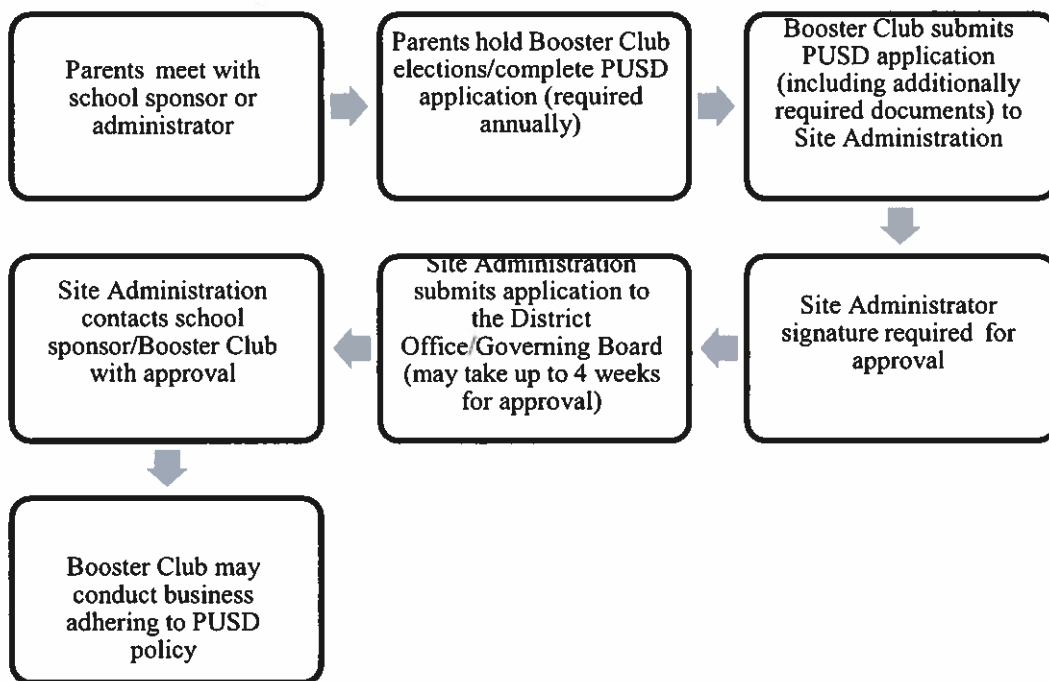 Parents meet with
school sponsor or
administrator
Parents hold Booster Club
elections/complete PUSD
application (required
annually)
Booster Club submits
PUSD application
(including additionally
required documents) to
Site Administration
Site Administrator
signature required for
approval
Site Administration
submits application to
the District
Office/Governing Board
(may take up to 4 weeks
for approval)
Site Administration
contacts school
sponsor/Booster Club
with approval
Booster Club may
conduct business
adhering to PUSD
policy